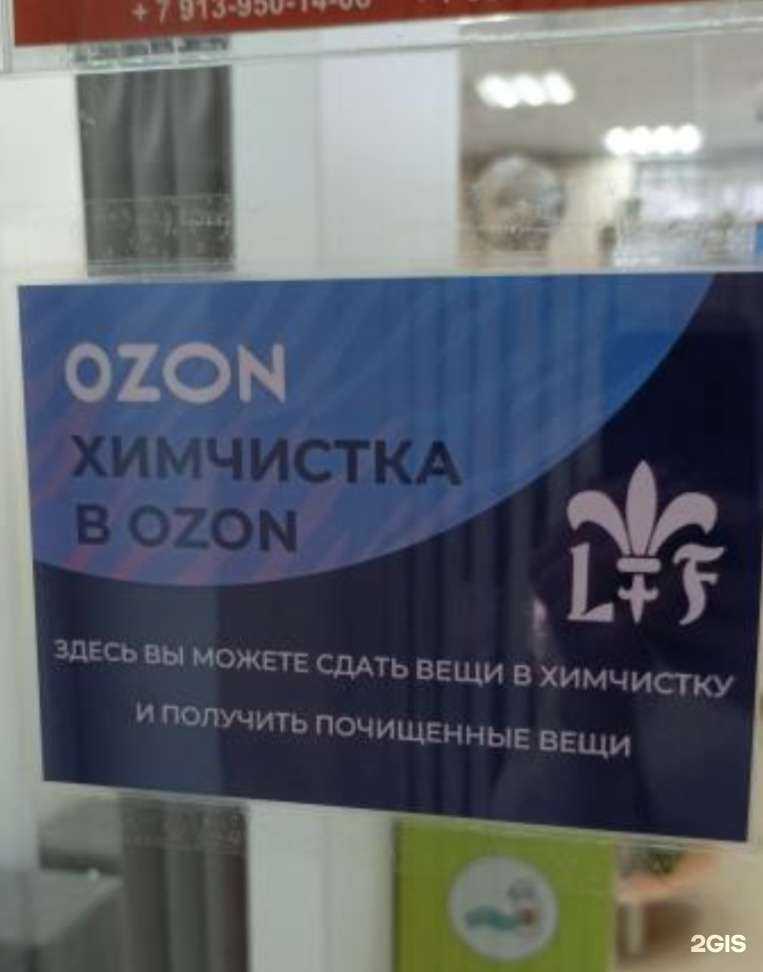 OZON
ХИМЧИСТКА
В OZON
L F
ЗДЕСЬ ВЫ МОЖЕТЕ СДАТЬ ВЕЩИ В ХИМЧИСТКУ
И ПОЛУЧИТЬ ПОЧИЩЕННЫЕ ВЕЩИ
2GIS